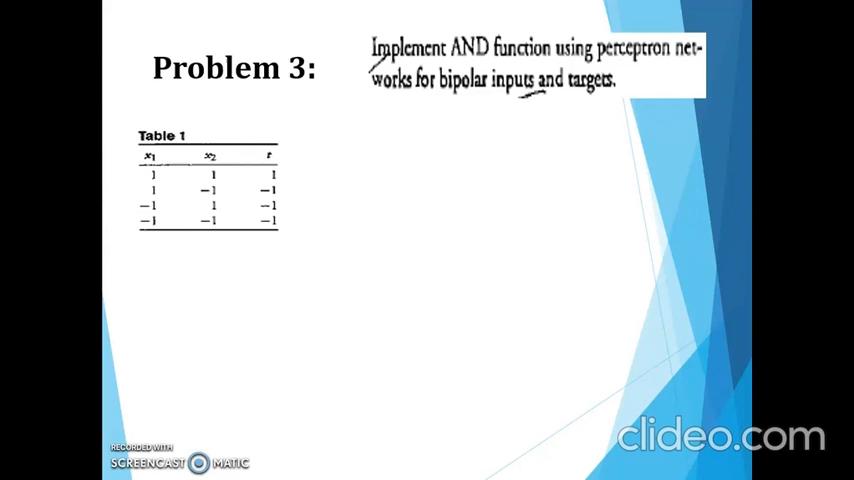 Implement AND function using perceptron net-
works for bipolar inputs and targets.
Problem 3:
Table 1
x1 x2 t
1 1 1
1 −1 −1
−1 1 −1
−1 −1 −1
RECORDED WITH
SCREENCAST MATIC
clideo.com